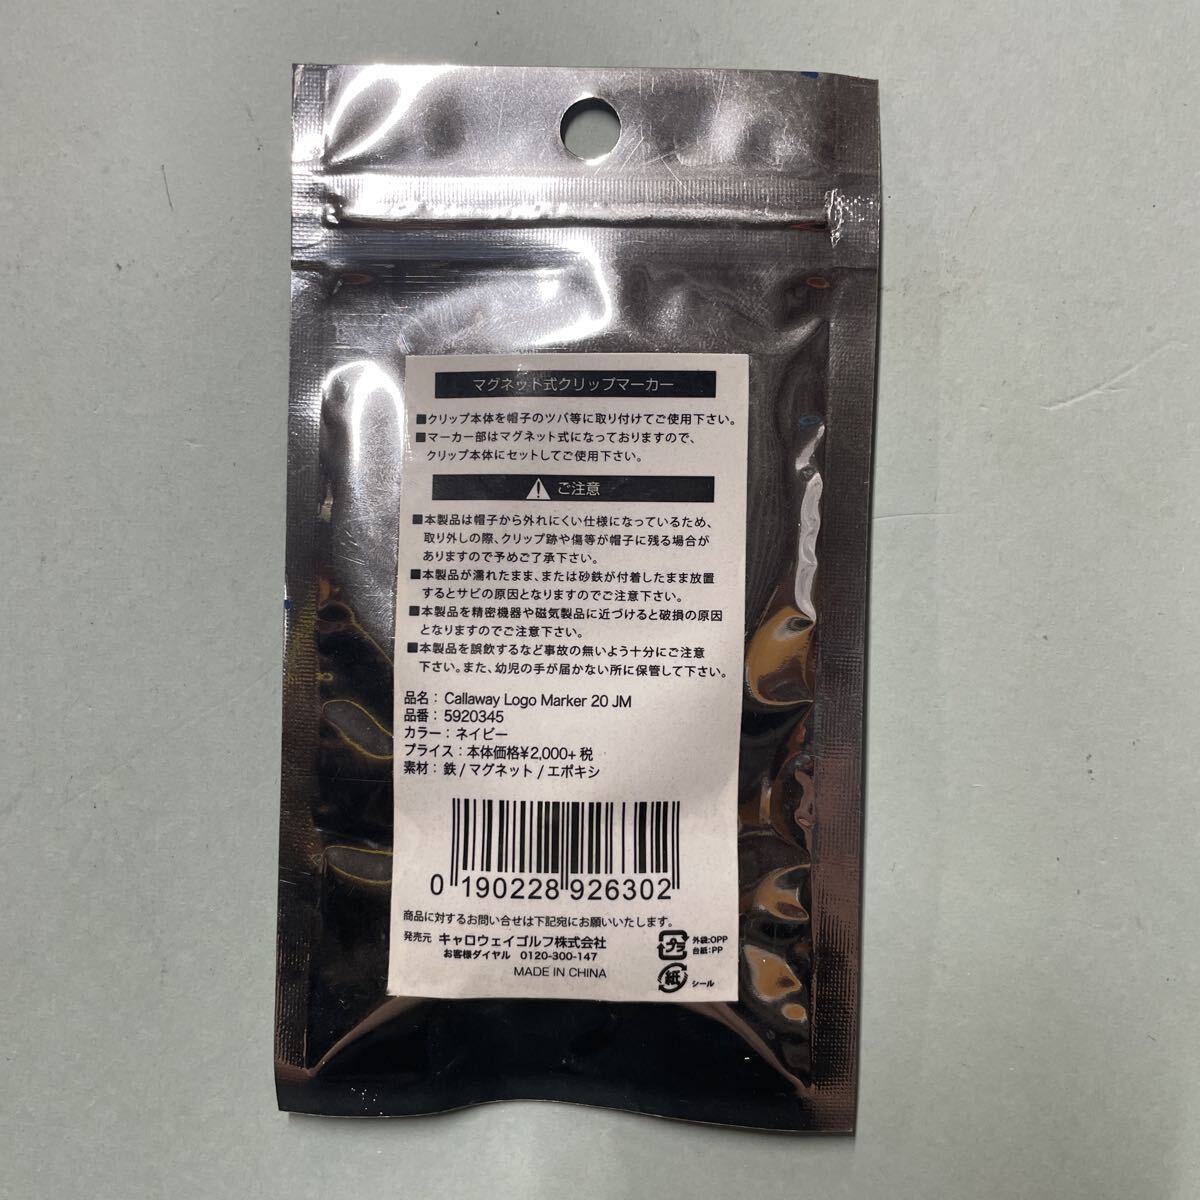 マグネット式クリップマーカー
■クリップ本体を帽子のツバ等に取り付けてご使用下さい。
■マーカー部はマグネット式になっておりますので、
クリップ本体にセットしてご使用下さい。
ご注意
■本製品は帽子から外れにくい仕様になっているため、
取り外しの際、クリップ跡や傷等が帽子に残る場合が
ありますので予めご了承下さい。
■本製品が濡れたまま、または砂鉄が付着したまま放置
するとサビの原因となりますのでご注意下さい。
■本製品を精密機器や磁気製品に近づけると破損の原因
となりますのでご注意下さい。
■本製品を誤飲するなど事故の無いよう十分にご注意
下さい。また、幼児の手が届かない所に保管して下さい。
品名：Callaway Logo Marker 20 JM
品番：5920345
カラー：ネイビー
プライス：本体価格¥2,000+税
素材：鉄/マグネット/エポキシ
0 190228 926302
商品に対するお問い合せは下記宛にお願いいたします。
発売元 キャロウェイゴルフ株式会社
お客様ダイヤル 0120-300-147
MADE IN CHINA
プラ 外袋:OPP
台紙:PP
紙 シール